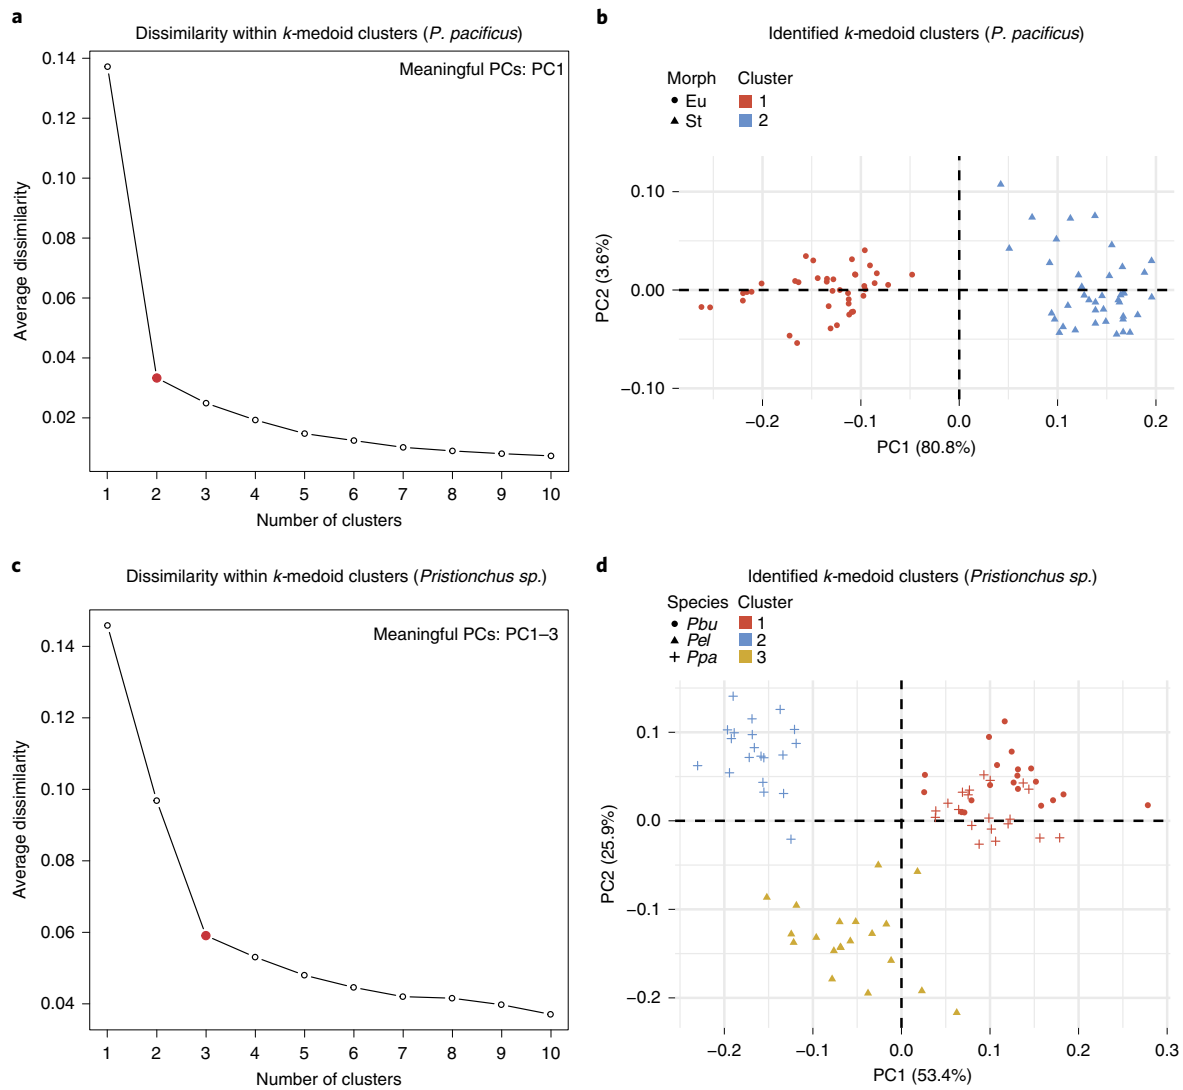 a
Dissimilarity within k-medoid clusters (P. pacificus)
Meaningful PCs: PC1
Average dissimilarity
0.14
0.12
0.10
0.08
0.06
0.04
0.02
1 2 3 4 5 6 7 8 9 10
Number of clusters
b
Identified k-medoid clusters (P. pacificus)
Morph Cluster
Eu 1
St 2
PC2 (3.6%)
0.10
0.00
−0.10
−0.2 −0.1 0.0 0.1 0.2
PC1 (80.8%)
c
Dissimilarity within k-medoid clusters (Pristionchus sp.)
Meaningful PCs: PC1–3
Average dissimilarity
0.14
0.12
0.10
0.08
0.06
0.04
1 2 3 4 5 6 7 8 9 10
Number of clusters
d
Identified k-medoid clusters (Pristionchus sp.)
Species Cluster
Pbu 1
Pel 2
Ppa 3
PC2 (25.9%)
0.1
0.0
−0.1
−0.2
−0.2 −0.1 0.0 0.1 0.2 0.3
PC1 (53.4%)